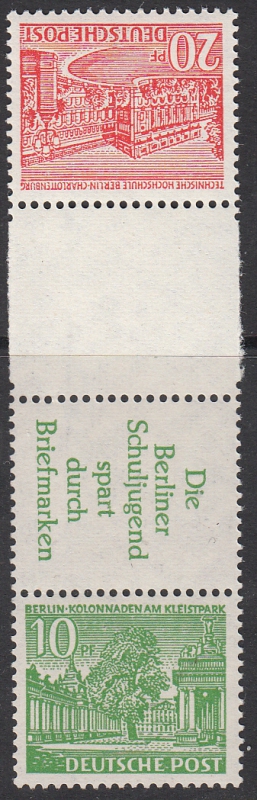 20 PF
DEUTSCHE POST
TECHNISCHE HOCHSCHULE BERLIN-CHARLOTTENBURG
Die
Berliner
Schuljugend
spart
durch
Briefmarken
BERLIN·KOLONNADEN AM KLEISTPARK
10 PF
DEUTSCHE POST